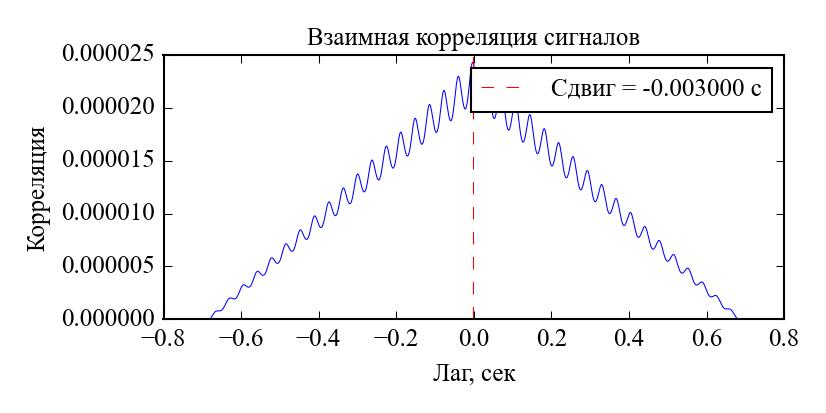 Взаимная корреляция сигналов
0.000025
0.000020
0.000015
0.000010
0.000005
0.000000
Корреляция
Сдвиг = -0.003000 с
−0.8 −0.6 −0.4 −0.2 0.0 0.2 0.4 0.6 0.8
Лаг, сек